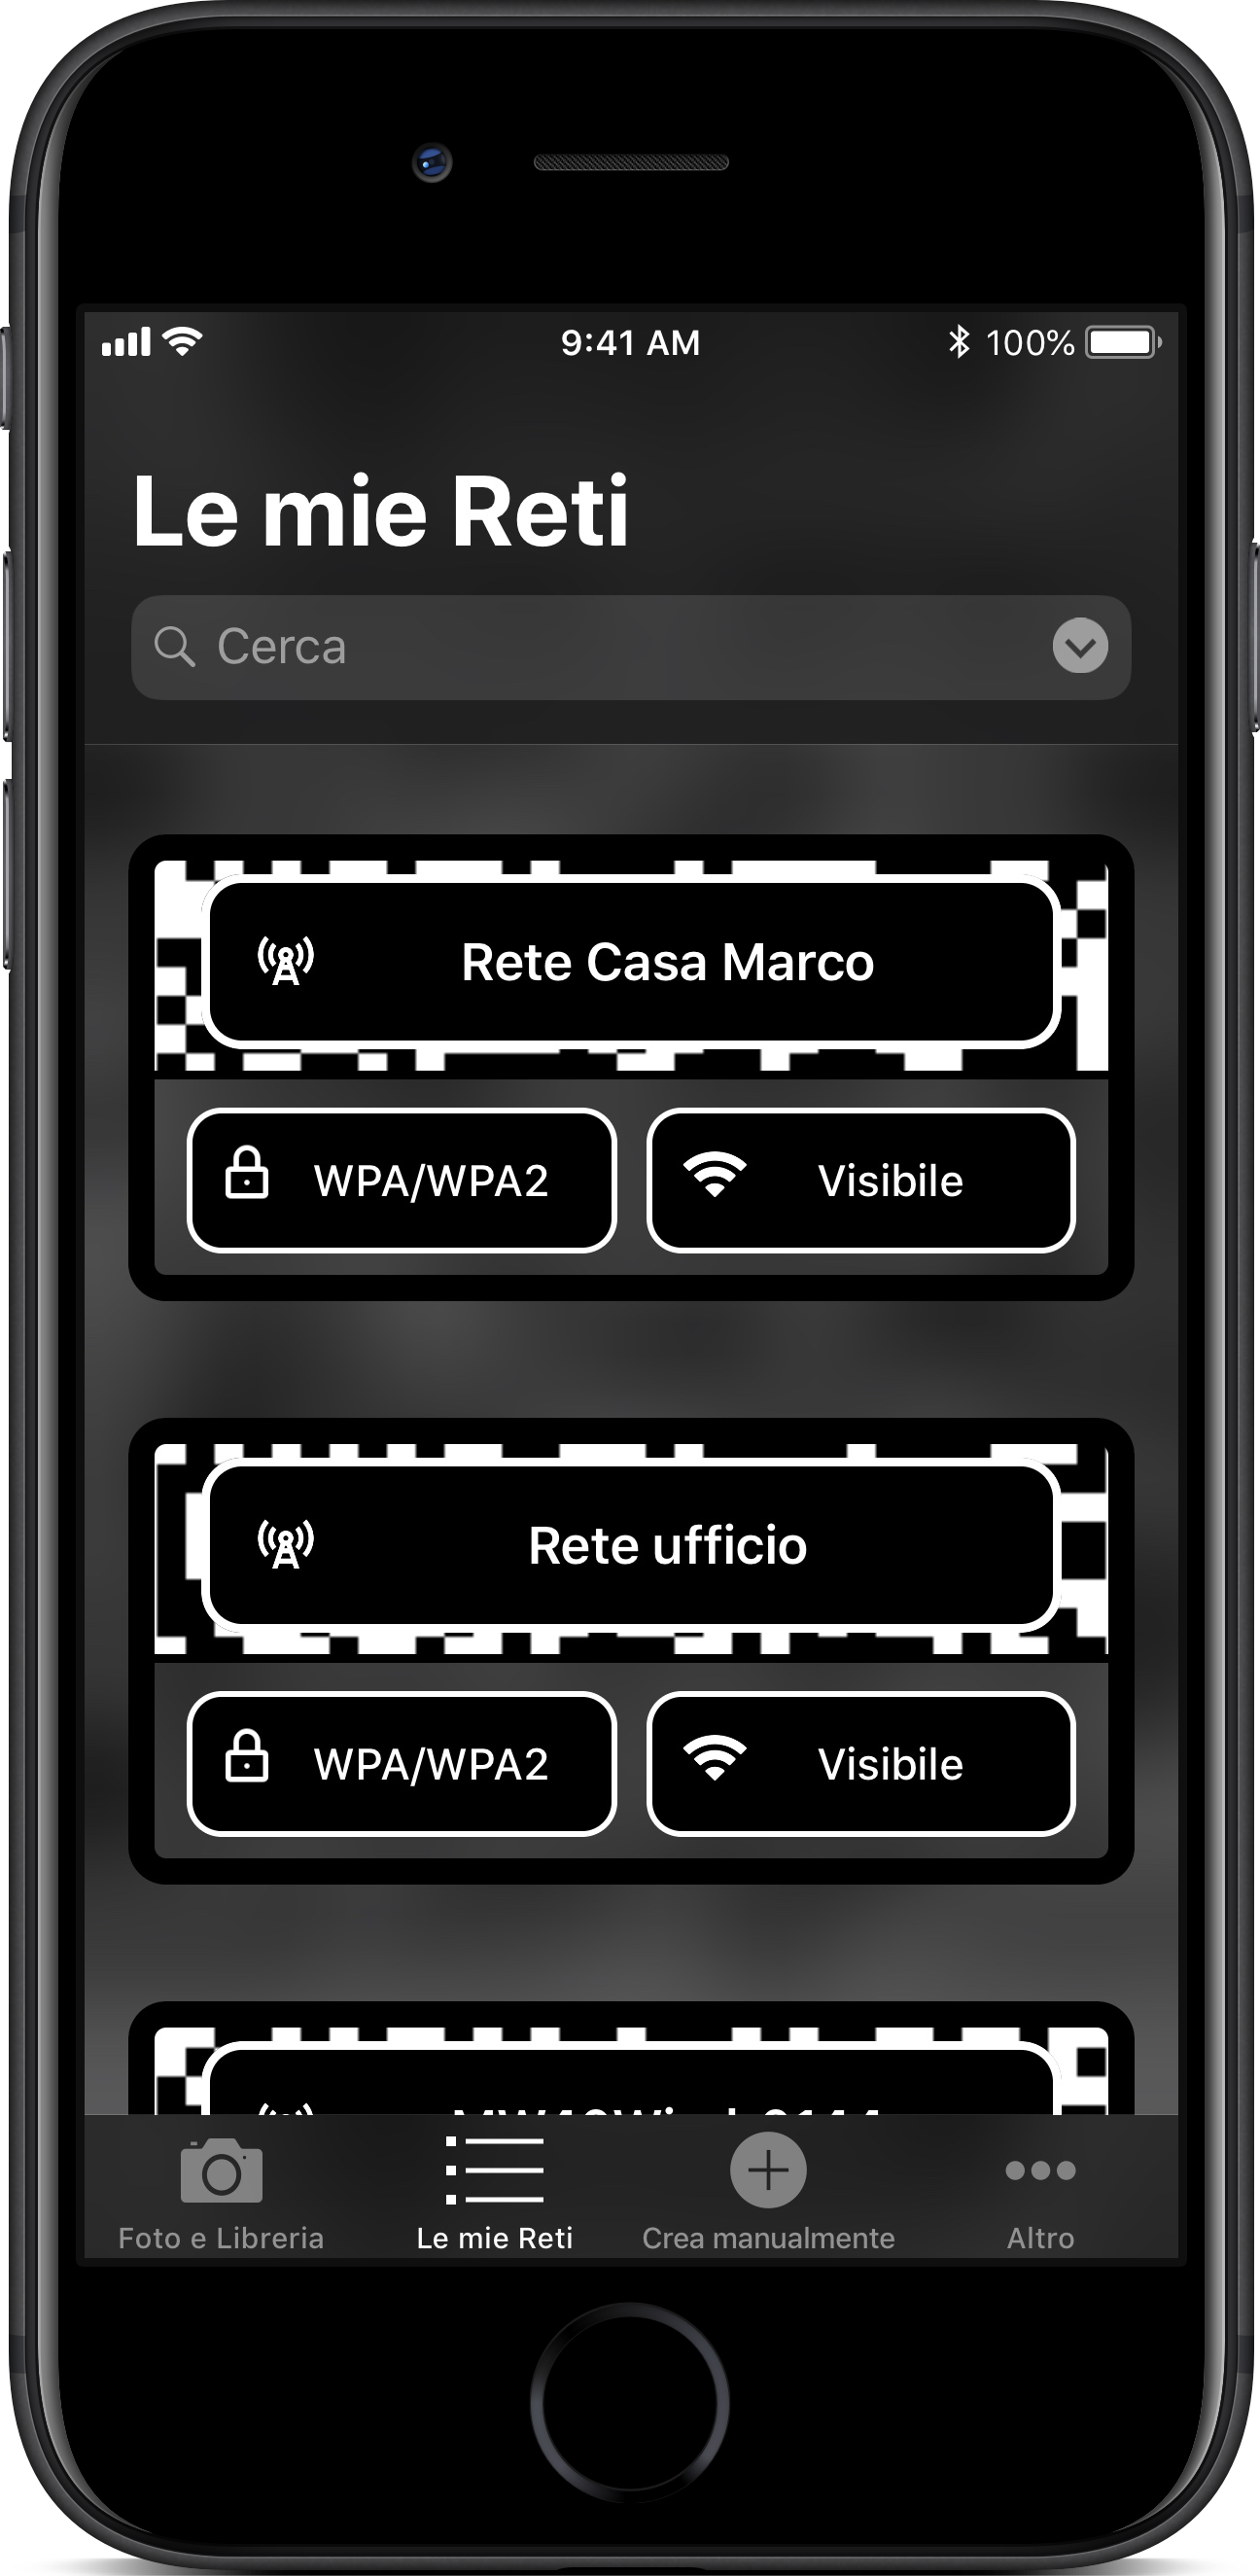 9:41 AM 100%
Le mie Reti
Cerca
Rete Casa Marco
WPA/WPA2 Visibile
Rete ufficio
WPA/WPA2 Visibile
Foto e Libreria Le mie Reti Crea manualmente Altro